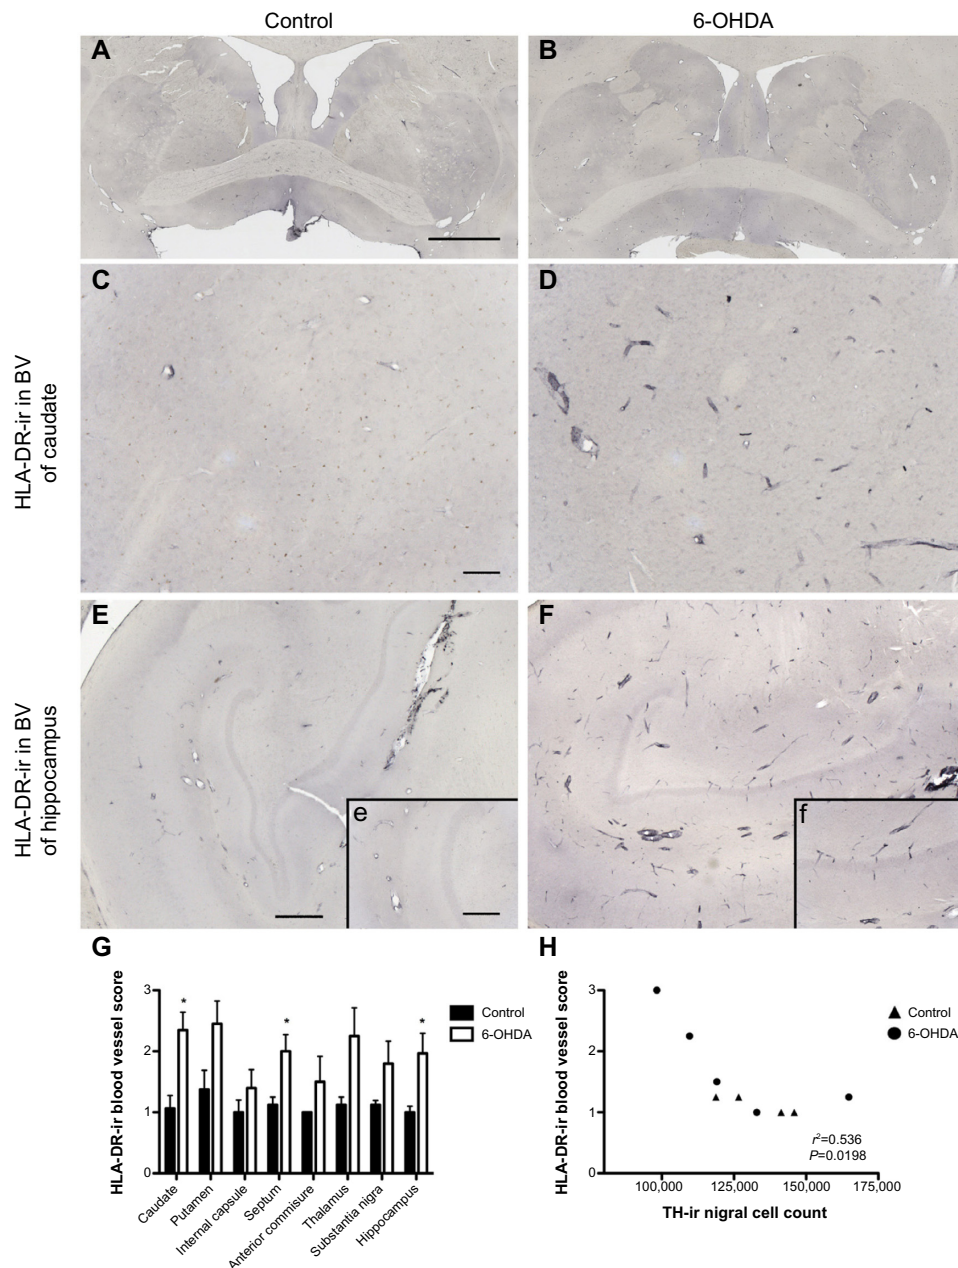 Control
6-OHDA
A
B
HLA-DR-ir in BV
of caudate
C
D
HLA-DR-ir in BV
of hippocampus
E
e
F
f
G
HLA-DR-ir blood vessel score
3
2
1
0
*
*
*
Control
6-OHDA
Caudate
Putamen
Internal capsule
Septum
Anterior commisure
Thalamus
Substantia nigra
Hippocampus
H
HLA-DR-ir blood vessel score
3
2
1
0
Control
6-OHDA
r²=0.536
P=0.0198
100,000
125,000
150,000
175,000
TH-ir nigral cell count